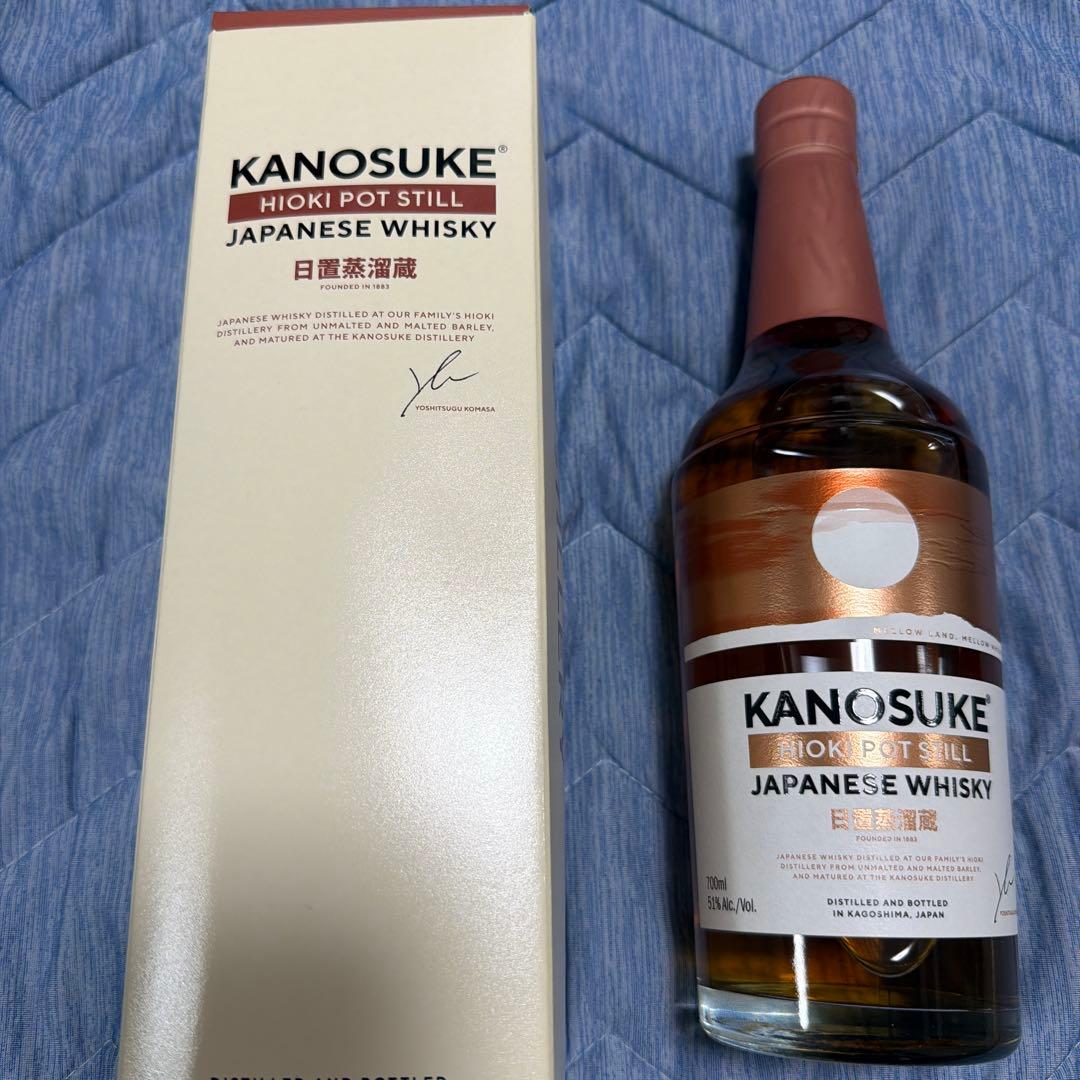 KANOSUKE®
HIOKI POT STILL
JAPANESE WHISKY
日置蒸溜蔵
FOUNDED IN 1883
JAPANESE WHISKY DISTILLED AT OUR FAMILY'S HIOKI
DISTILLERY FROM UNMALTED AND MALTED BARLEY,
AND MATURED AT THE KANOSUKE DISTILLERY
YOSHITSUGU KOMASA
DISTILLED AND BOTTLED
MELLOW LAND, MELLOW
KANOSUKE®
HIOKI POT STILL
JAPANESE WHISKY
日置蒸溜蔵
FOUNDED IN 1883
JAPANESE WHISKY DISTILLED AT OUR FAMILY'S HIOKI
DISTILLERY FROM UNMALTED AND MALTED BARLEY,
AND MATURED AT THE KANOSUKE DISTILLERY
700ml
51% Alc./Vol.
DISTILLED AND BOTTLED
IN KAGOSHIMA, JAPAN